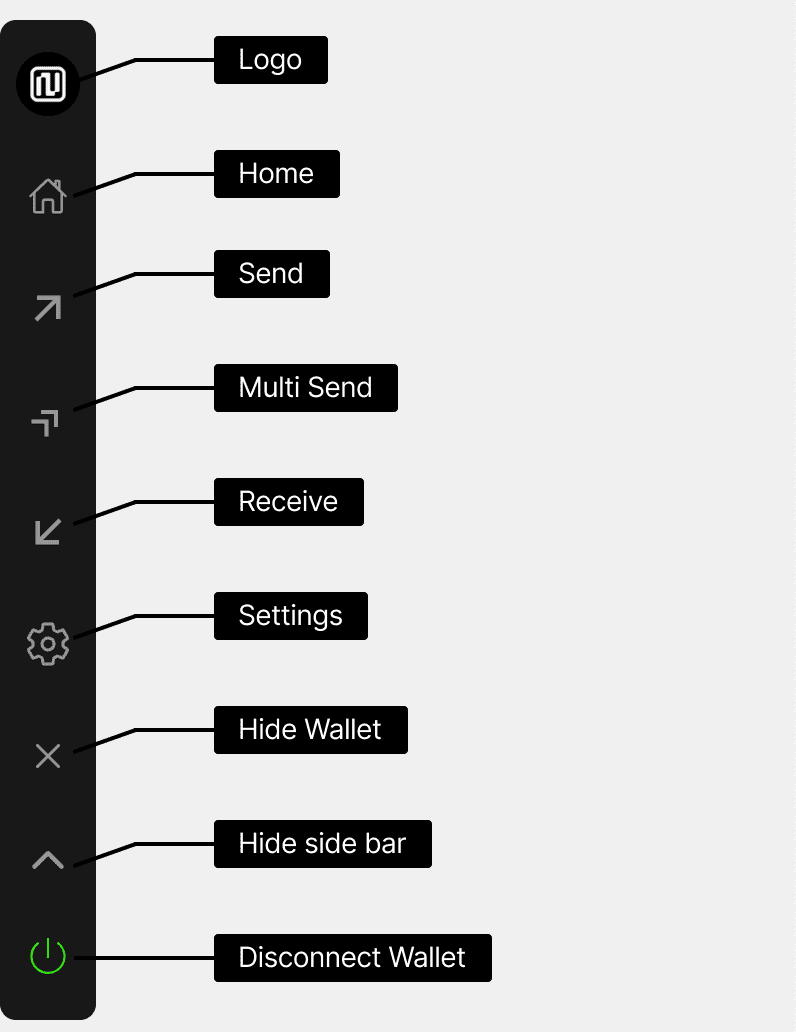 Logo
Home
Send
Multi Send
Receive
Settings
Hide Wallet
Hide side bar
Disconnect Wallet